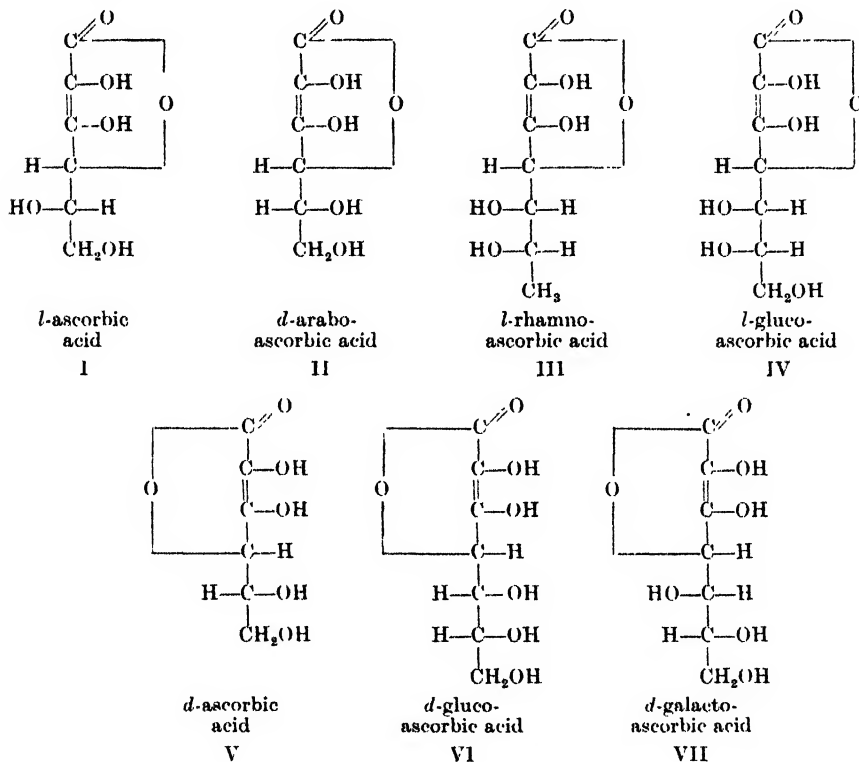 O O O O
C C C C
C—OH C—OH C—OH C—OH
O O O O
C—OH C—OH C—OH C—OH
H—C H—C H—C H—C
HO—C—H H—C—OH HO—C—H HO—C—H
CH₂OH CH₂OH HO—C—H HO—C—H
CH₃ CH₂OH
l-ascorbic d-arabo- l-rhamno- l-gluco-
acid ascorbic acid ascorbic acid ascorbic acid
I II III IV
O O O
C C C
C—OH C—OH C—OH
O O O
C—OH C—OH C—OH
C—H C—H C—H
H—C—OH H—C—OH HO—C—H
CH₂OH H—C—OH H—C—OH
CH₂OH CH₂OH
d-ascorbic d-gluco- d-galacto-
acid ascorbic acid ascorbic acid
V VI VII